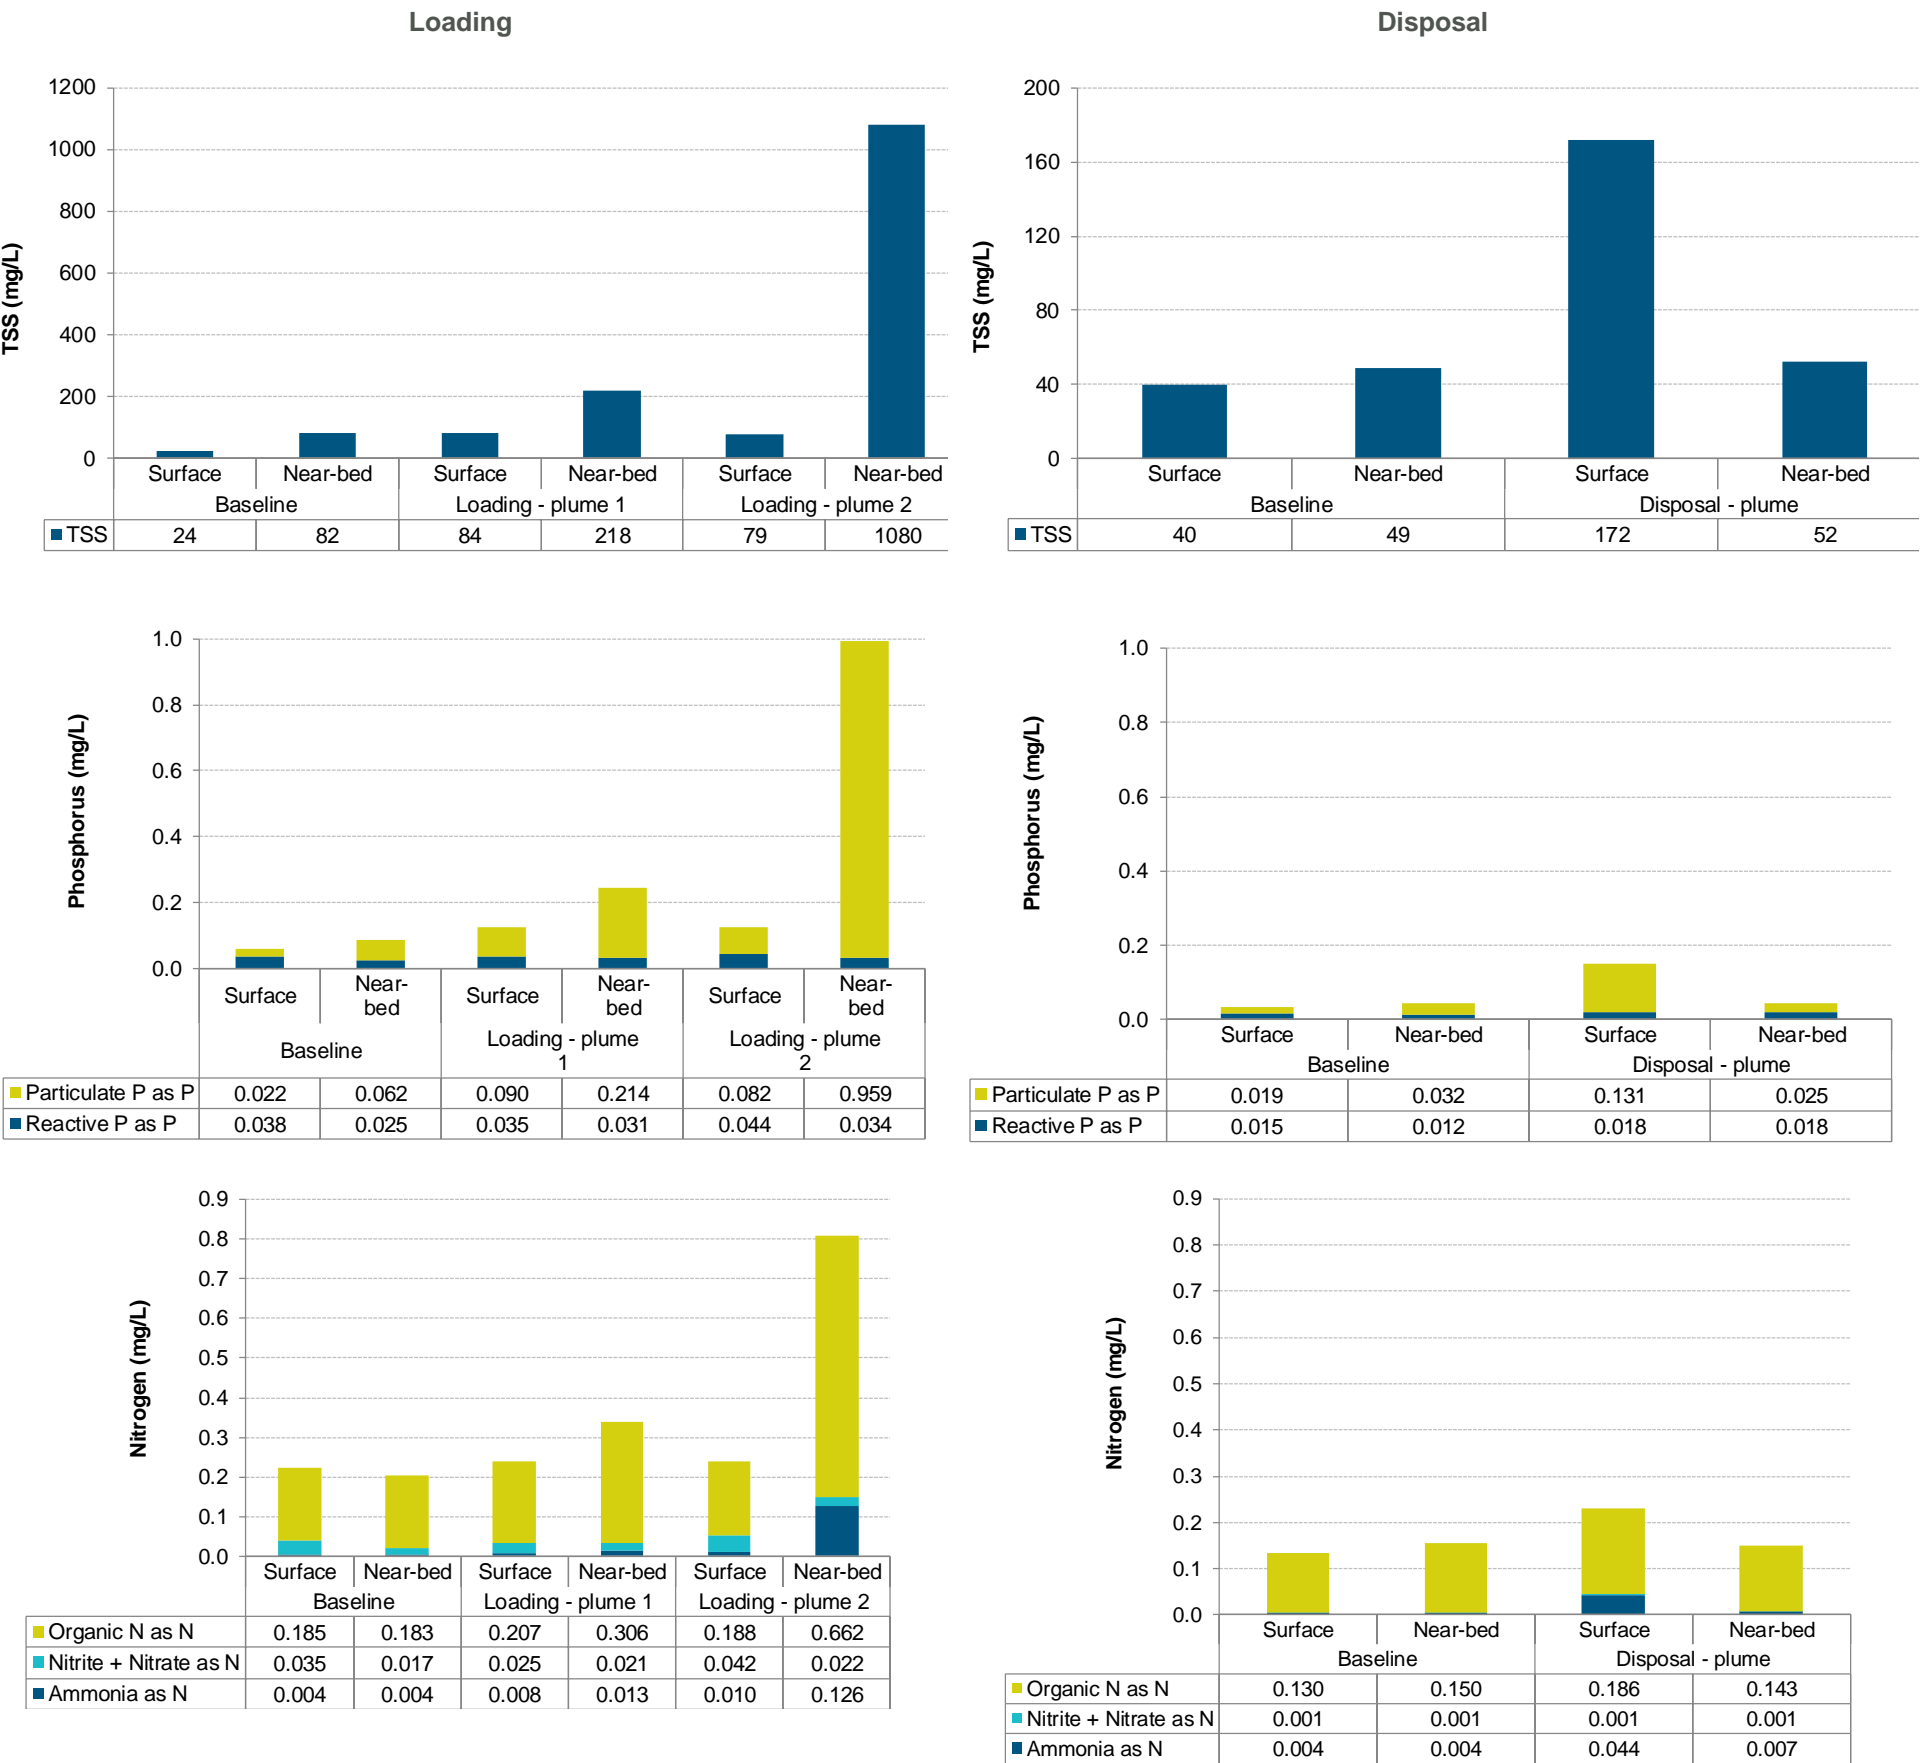 Loading
Disposal
1200
1000
800
600
400
200
0
TSS (mg/L)
Surface Near-bed Surface Near-bed Surface Near-bed
Baseline Loading - plume 1 Loading - plume 2
TSS 24 82 84 218 79 1080
200
160
120
80
40
0
TSS (mg/L)
Surface Near-bed Surface Near-bed
Baseline Disposal - plume
TSS 40 49 172 52
1.0
0.8
0.6
0.4
0.2
0.0
Phosphorus (mg/L)
Surface Near- Surface Near- Surface Near-
bed bed bed
Baseline Loading - plume Loading - plume
1 2
Particulate P as P 0.022 0.062 0.090 0.214 0.082 0.959
Reactive P as P 0.038 0.025 0.035 0.031 0.044 0.034
1.0
0.8
0.6
0.4
0.2
0.0
Phosphorus (mg/L)
Surface Near-bed Surface Near-bed
Baseline Disposal - plume
Particulate P as P 0.019 0.032 0.131 0.025
Reactive P as P 0.015 0.012 0.018 0.018
0.9
0.8
0.7
0.6
0.5
0.4
0.3
0.2
0.1
0.0
Nitrogen (mg/L)
Surface Near-bed Surface Near-bed Surface Near-bed
Baseline Loading - plume 1 Loading - plume 2
Organic N as N 0.185 0.183 0.207 0.306 0.188 0.662
Nitrite + Nitrate as N 0.035 0.017 0.025 0.021 0.042 0.022
Ammonia as N 0.004 0.004 0.008 0.013 0.010 0.126
0.9
0.8
0.7
0.6
0.5
0.4
0.3
0.2
0.1
0.0
Nitrogen (mg/L)
Surface Near-bed Surface Near-bed
Baseline Disposal - plume
Organic N as N 0.130 0.150 0.186 0.143
Nitrite + Nitrate as N 0.001 0.001 0.001 0.001
Ammonia as N 0.004 0.004 0.044 0.007